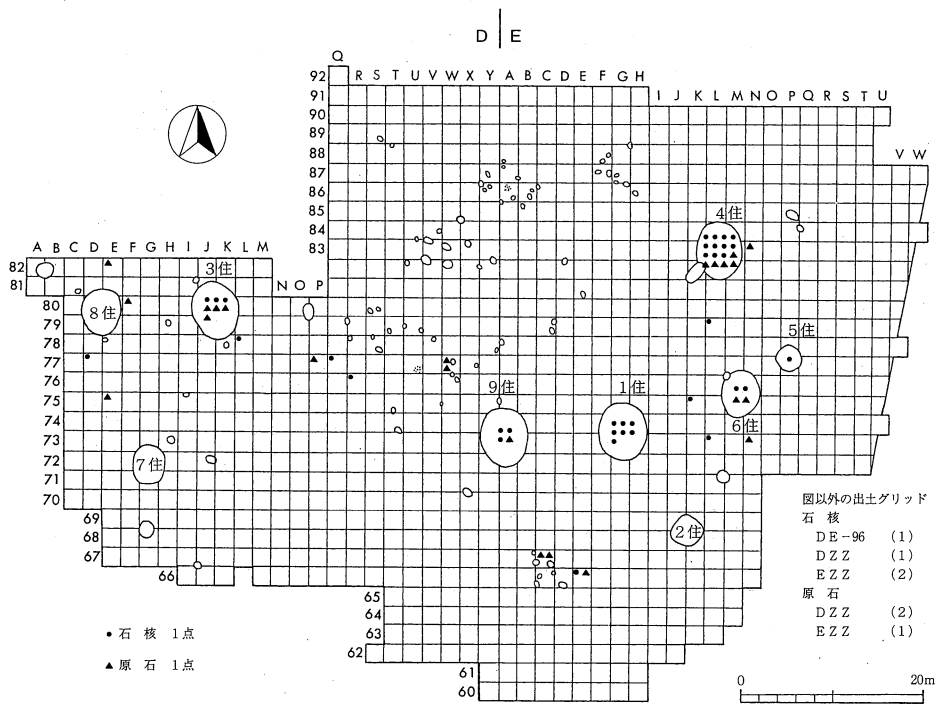 D E
Q
92 R S T U V W X Y A B C D E F G H
91 I J K L M N O P Q R S T U
90
89
88 V W
87
86
85
84 4住
83
A B C D E F G H I J K L M
82 3住
81 N O P
80 8住
79 5住
78
77
76
75 9住 1住
74 6住
73
72 7住
71
70
69
68 2住
67
66
65
64
63
62
61
60
図以外の出土グリッド
石 核
DE-96 (1)
DZZ (1)
EZZ (2)
原 石
DZZ (2)
EZZ (1)
● 石 核 1点
▲ 原 石 1点
0 20m